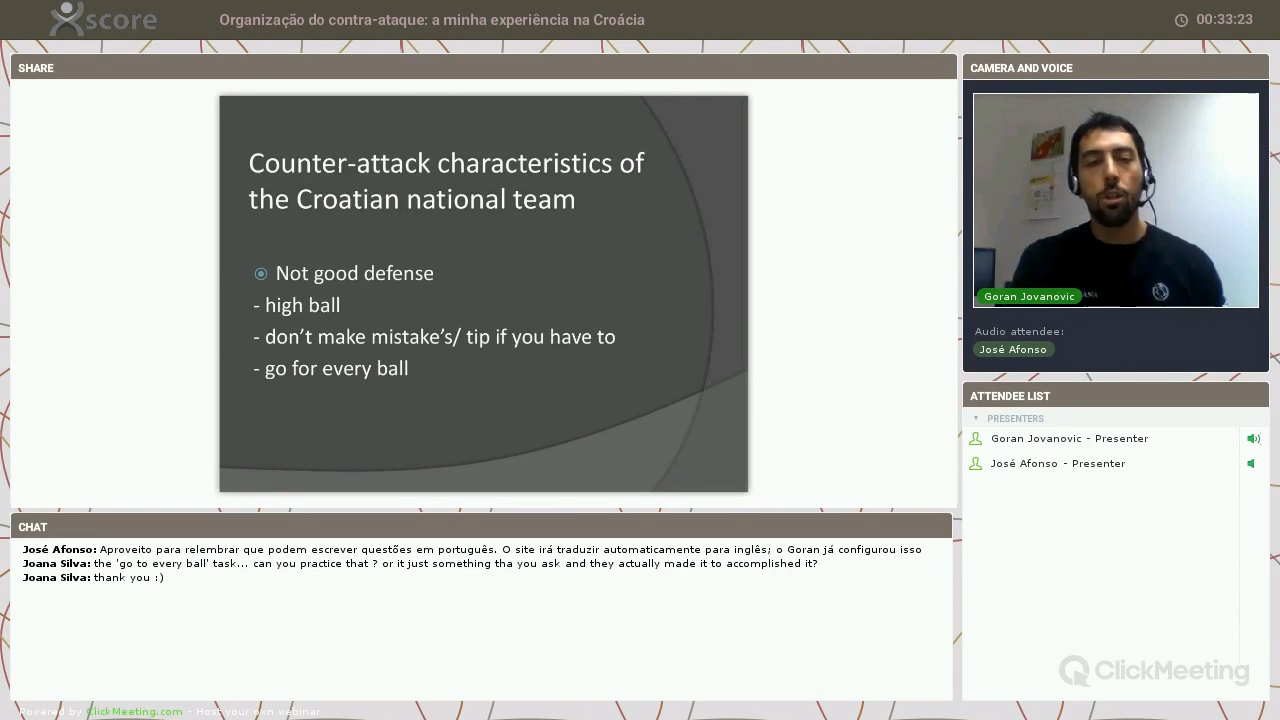 score
Organização do contra-ataque: a minha experiência na Croácia
00:33:23
SHARE
Counter-attack characteristics of
the Croatian national team
Not good defense
- high ball
- don't make mistake's/ tip if you have to
- go for every ball
CAMERA AND VOICE
Goran Jovanovic
Audio attendee:
José Afonso
ATTENDEE LIST
PRESENTERS
Goran Jovanovic - Presenter
José Afonso - Presenter
ClickMeeting
CHAT
José Afonso: Aproveito para relembrar que podem escrever questões em português. O site irá traduzir automaticamente para inglês; o Goran já configurou isso
Joana Silva: the 'go to every ball' task... can you practice that ? or it just something tha you ask and they actually made it to accomplished it?
Joana Silva: thank you :)
Powered by ClickMeeting.com - Host your own webinar